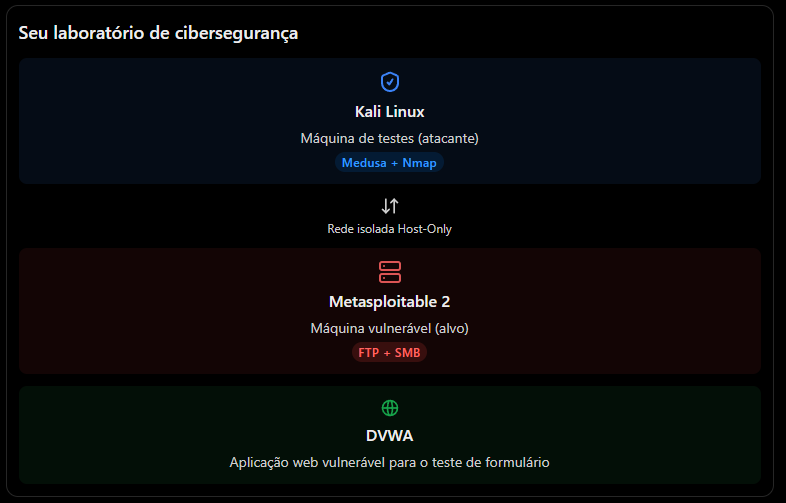 Seu laboratório de cibersegurança
Kali Linux
Máquina de testes (atacante)
Medusa + Nmap
Rede isolada Host-Only
Metasploitable 2
Máquina vulnerável (alvo)
FTP + SMB
DVWA
Aplicação web vulnerável para o teste de formulário